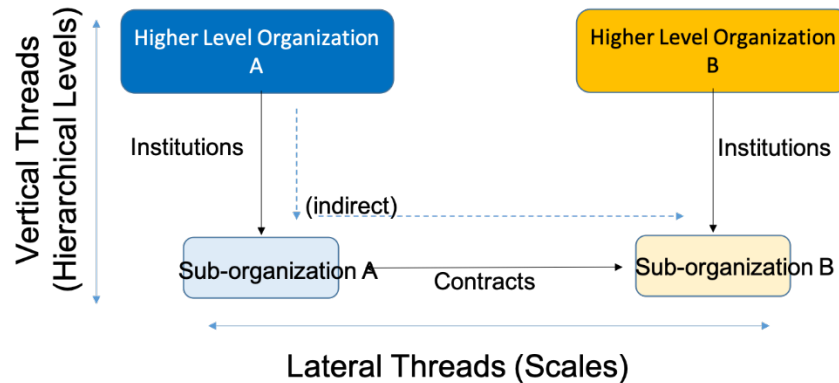 Higher Level Organization
A
Higher Level Organization
B
Vertical Threads
(Hierarchical Levels)
Institutions
Institutions
(indirect)
Sub-organization A
Contracts
Sub-organization B
Lateral Threads (Scales)